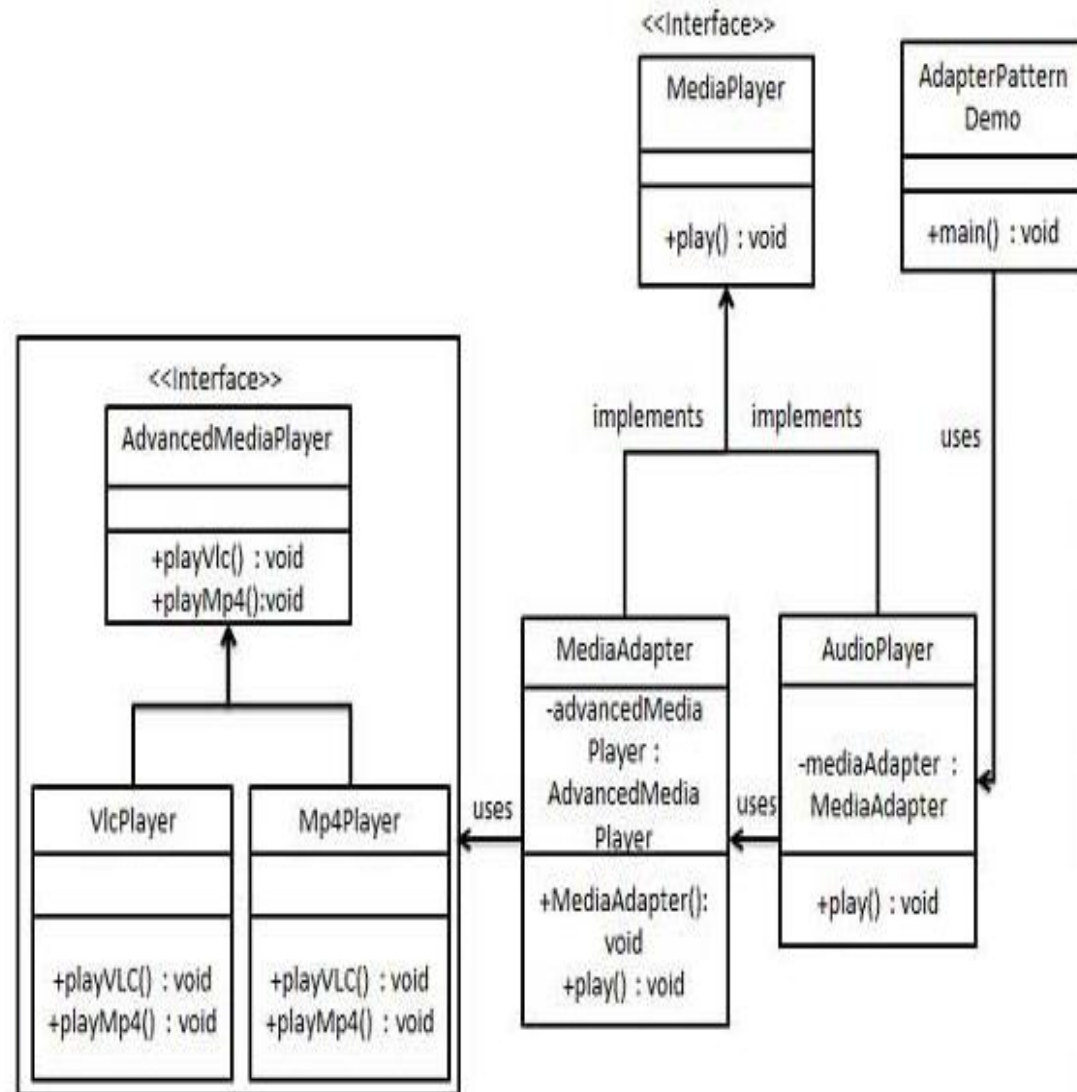 <<Interface>>
MediaPlayer
+play() : void
AdapterPattern
Demo
+main() : void
implements
implements
uses
<<Interface>>
AdvancedMediaPlayer
+playVlc() : void
+playMp4():void
VlcPlayer
+playVLC() : void
+playMp4() : void
Mp4Player
+playVLC() : void
+playMp4() : void
uses
MediaAdapter
-advancedMedia
Player :
AdvancedMedia
Player
+MediaAdapter():
void
+play() : void
uses
AudioPlayer
-mediaAdapter :
MediaAdapter
+play() : void